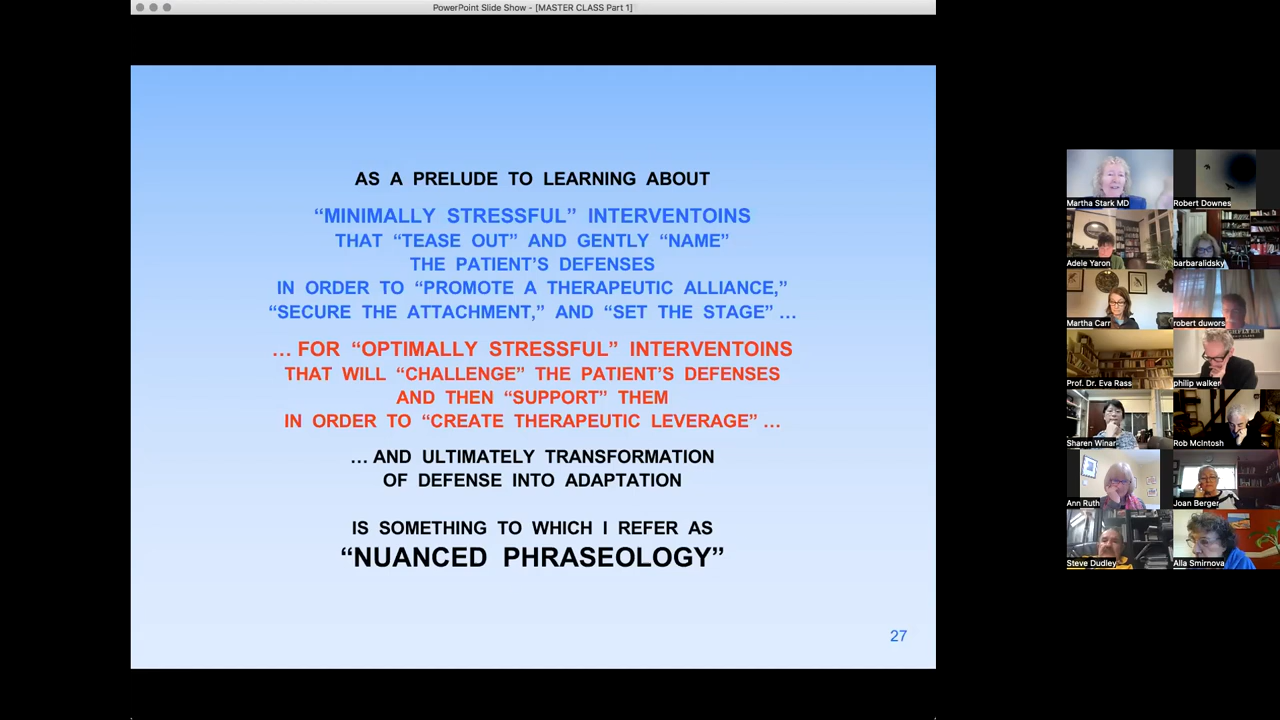 PowerPoint Slide Show - [MASTER CLASS Part 1]
AS A PRELUDE TO LEARNING ABOUT
“MINIMALLY STRESSFUL” INTERVENTOINS
THAT “TEASE OUT” AND GENTLY “NAME”
THE PATIENT’S DEFENSES
IN ORDER TO “PROMOTE A THERAPEUTIC ALLIANCE,”
“SECURE THE ATTACHMENT,” AND “SET THE STAGE” …
… FOR “OPTIMALLY STRESSFUL” INTERVENTOINS
THAT WILL “CHALLENGE” THE PATIENT’S DEFENSES
AND THEN “SUPPORT” THEM
IN ORDER TO “CREATE THERAPEUTIC LEVERAGE” …
… AND ULTIMATELY TRANSFORMATION
OF DEFENSE INTO ADAPTATION
IS SOMETHING TO WHICH I REFER AS
“NUANCED PHRASEOLOGY”
27
Martha Stark MD
Robert Downes
Adele Yaron
barbaralidsky
Martha Carr
robert duwors
Prof. Dr. Eva Rass
philip walker
Sharen Winar
Rob McIntosh
Ann Ruth
Joan Berger
Steve Dudley
Alla Smirnova